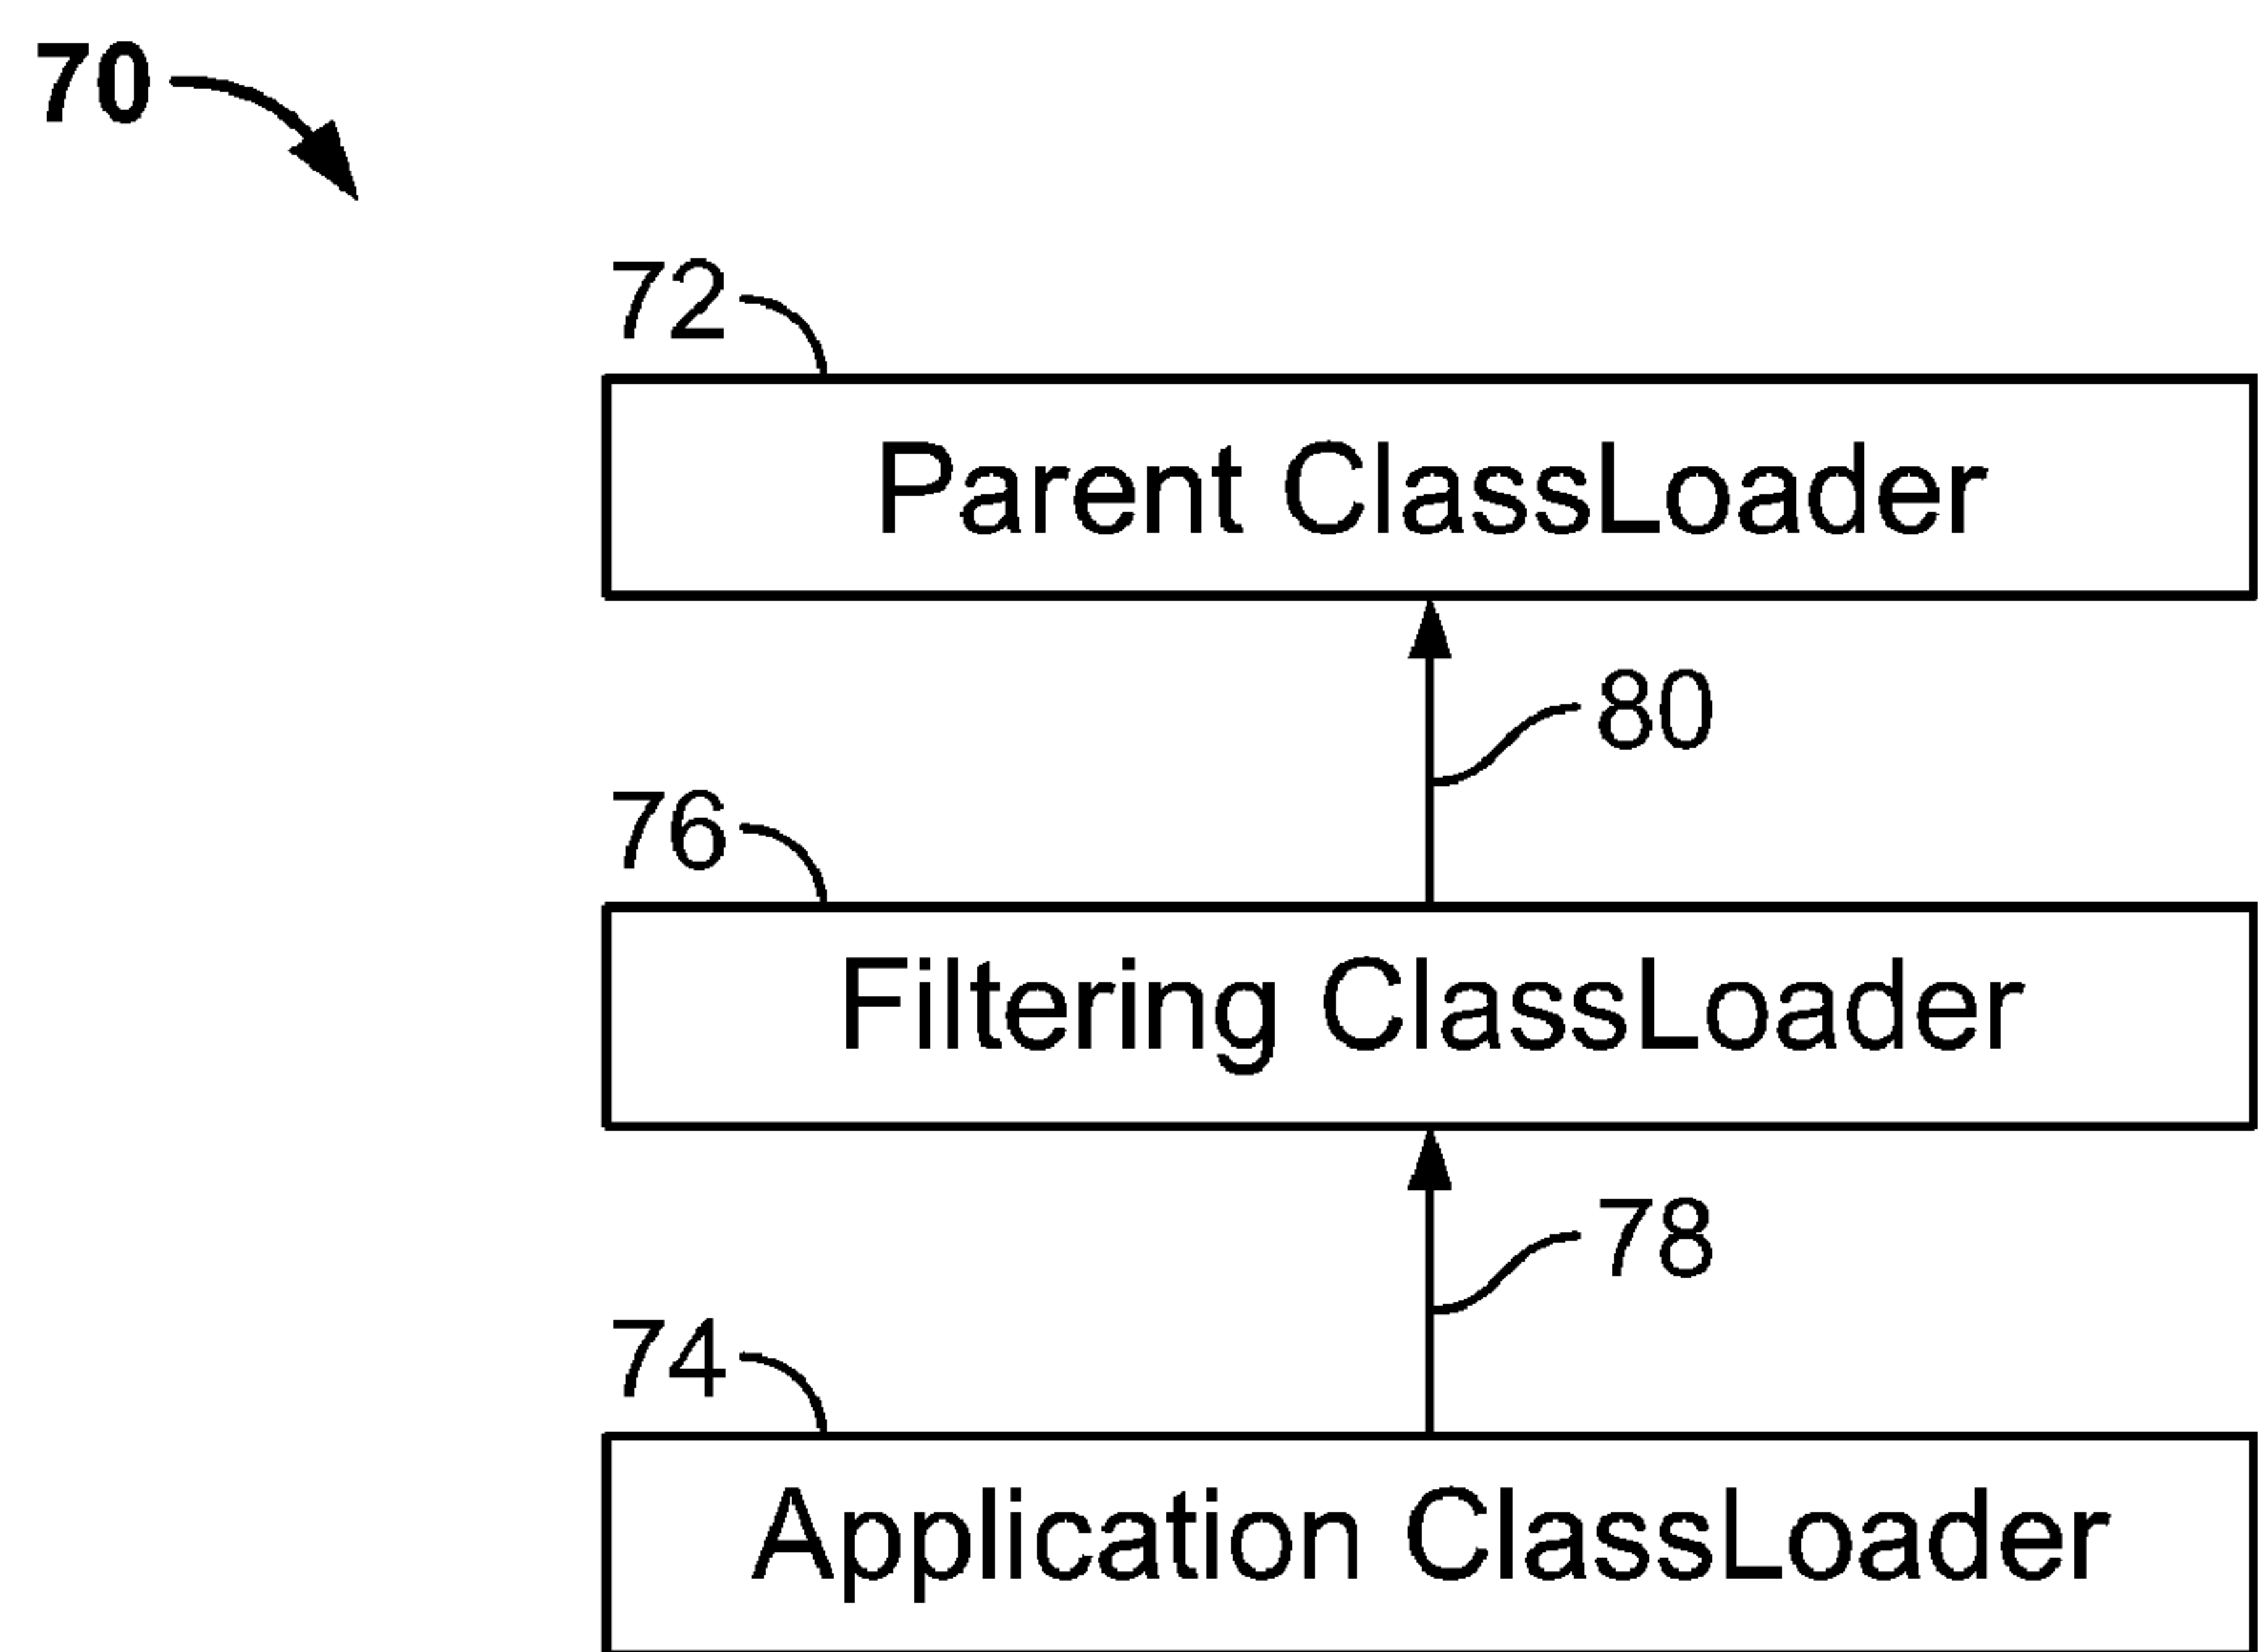 70
72
Parent ClassLoader
80
76
Filtering ClassLoader
78
74
Application ClassLoader